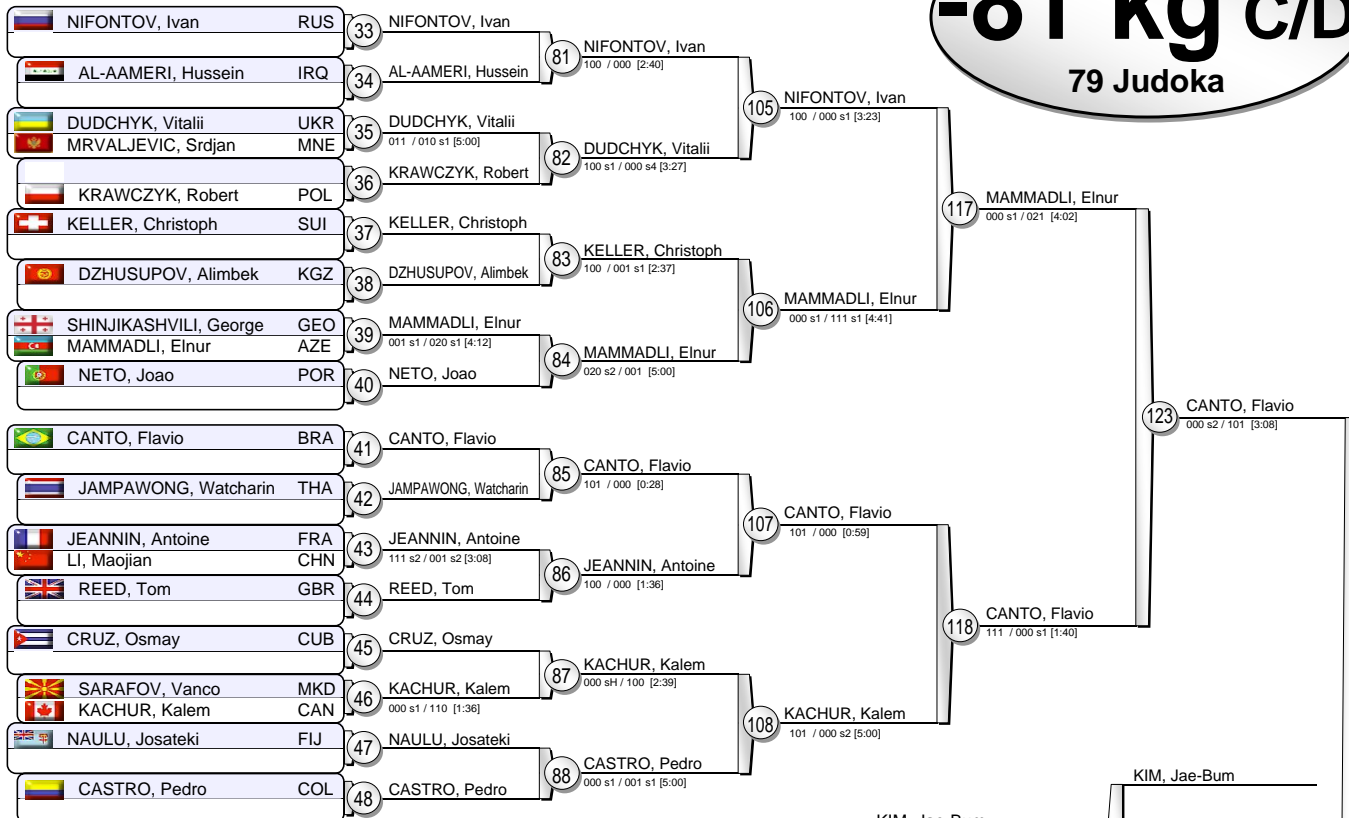 -81 kg C/D
79 Judoka
NIFONTOV, Ivan RUS
AL-AAMERI, Hussein IRQ
DUDCHYK, Vitalii UKR
MRVALJEVIC, Srdjan MNE
KRAWCZYK, Robert POL
KELLER, Christoph SUI
DZHUSUPOV, Alimbek KGZ
SHINJIKASHVILI, George GEO
MAMMADLI, Elnur AZE
NETO, Joao POR
CANTO, Flavio BRA
JAMPAWONG, Watcharin THA
JEANNIN, Antoine FRA
LI, Maojian CHN
REED, Tom GBR
CRUZ, Osmay CUB
SARAFOV, Vanco MKD
KACHUR, Kalem CAN
NAULU, Josateki FIJ
CASTRO, Pedro COL
33 NIFONTOV, Ivan
34 AL-AAMERI, Hussein
35 DUDCHYK, Vitalii
011 / 010 s1 [5:00]
36 KRAWCZYK, Robert
37 KELLER, Christoph
38 DZHUSUPOV, Alimbek
39 MAMMADLI, Elnur
001 s1 / 020 s1 [4:12]
40 NETO, Joao
41 CANTO, Flavio
42 JAMPAWONG, Watcharin
43 JEANNIN, Antoine
111 s2 / 001 s2 [3:08]
44 REED, Tom
45 CRUZ, Osmay
46 KACHUR, Kalem
000 s1 / 110 [1:36]
47 NAULU, Josateki
48 CASTRO, Pedro
81 NIFONTOV, Ivan
100 / 000 [2:40]
82 DUDCHYK, Vitalii
100 s1 / 000 s4 [3:27]
83 KELLER, Christoph
100 / 001 s1 [2:37]
84 MAMMADLI, Elnur
020 s2 / 001 [5:00]
85 CANTO, Flavio
101 / 000 [0:28]
86 JEANNIN, Antoine
100 / 000 [1:36]
87 KACHUR, Kalem
000 sH / 100 [2:39]
88 CASTRO, Pedro
000 s1 / 001 s1 [5:00]
105 NIFONTOV, Ivan
100 / 000 s1 [3:23]
106 MAMMADLI, Elnur
000 s1 / 111 s1 [4:41]
107 CANTO, Flavio
101 / 000 [0:59]
108 KACHUR, Kalem
101 / 000 s2 [5:00]
117 MAMMADLI, Elnur
000 s1 / 021 [4:02]
118 CANTO, Flavio
111 / 000 s1 [1:40]
123 CANTO, Flavio
000 s2 / 101 [3:08]
KIM, Jae-Bum